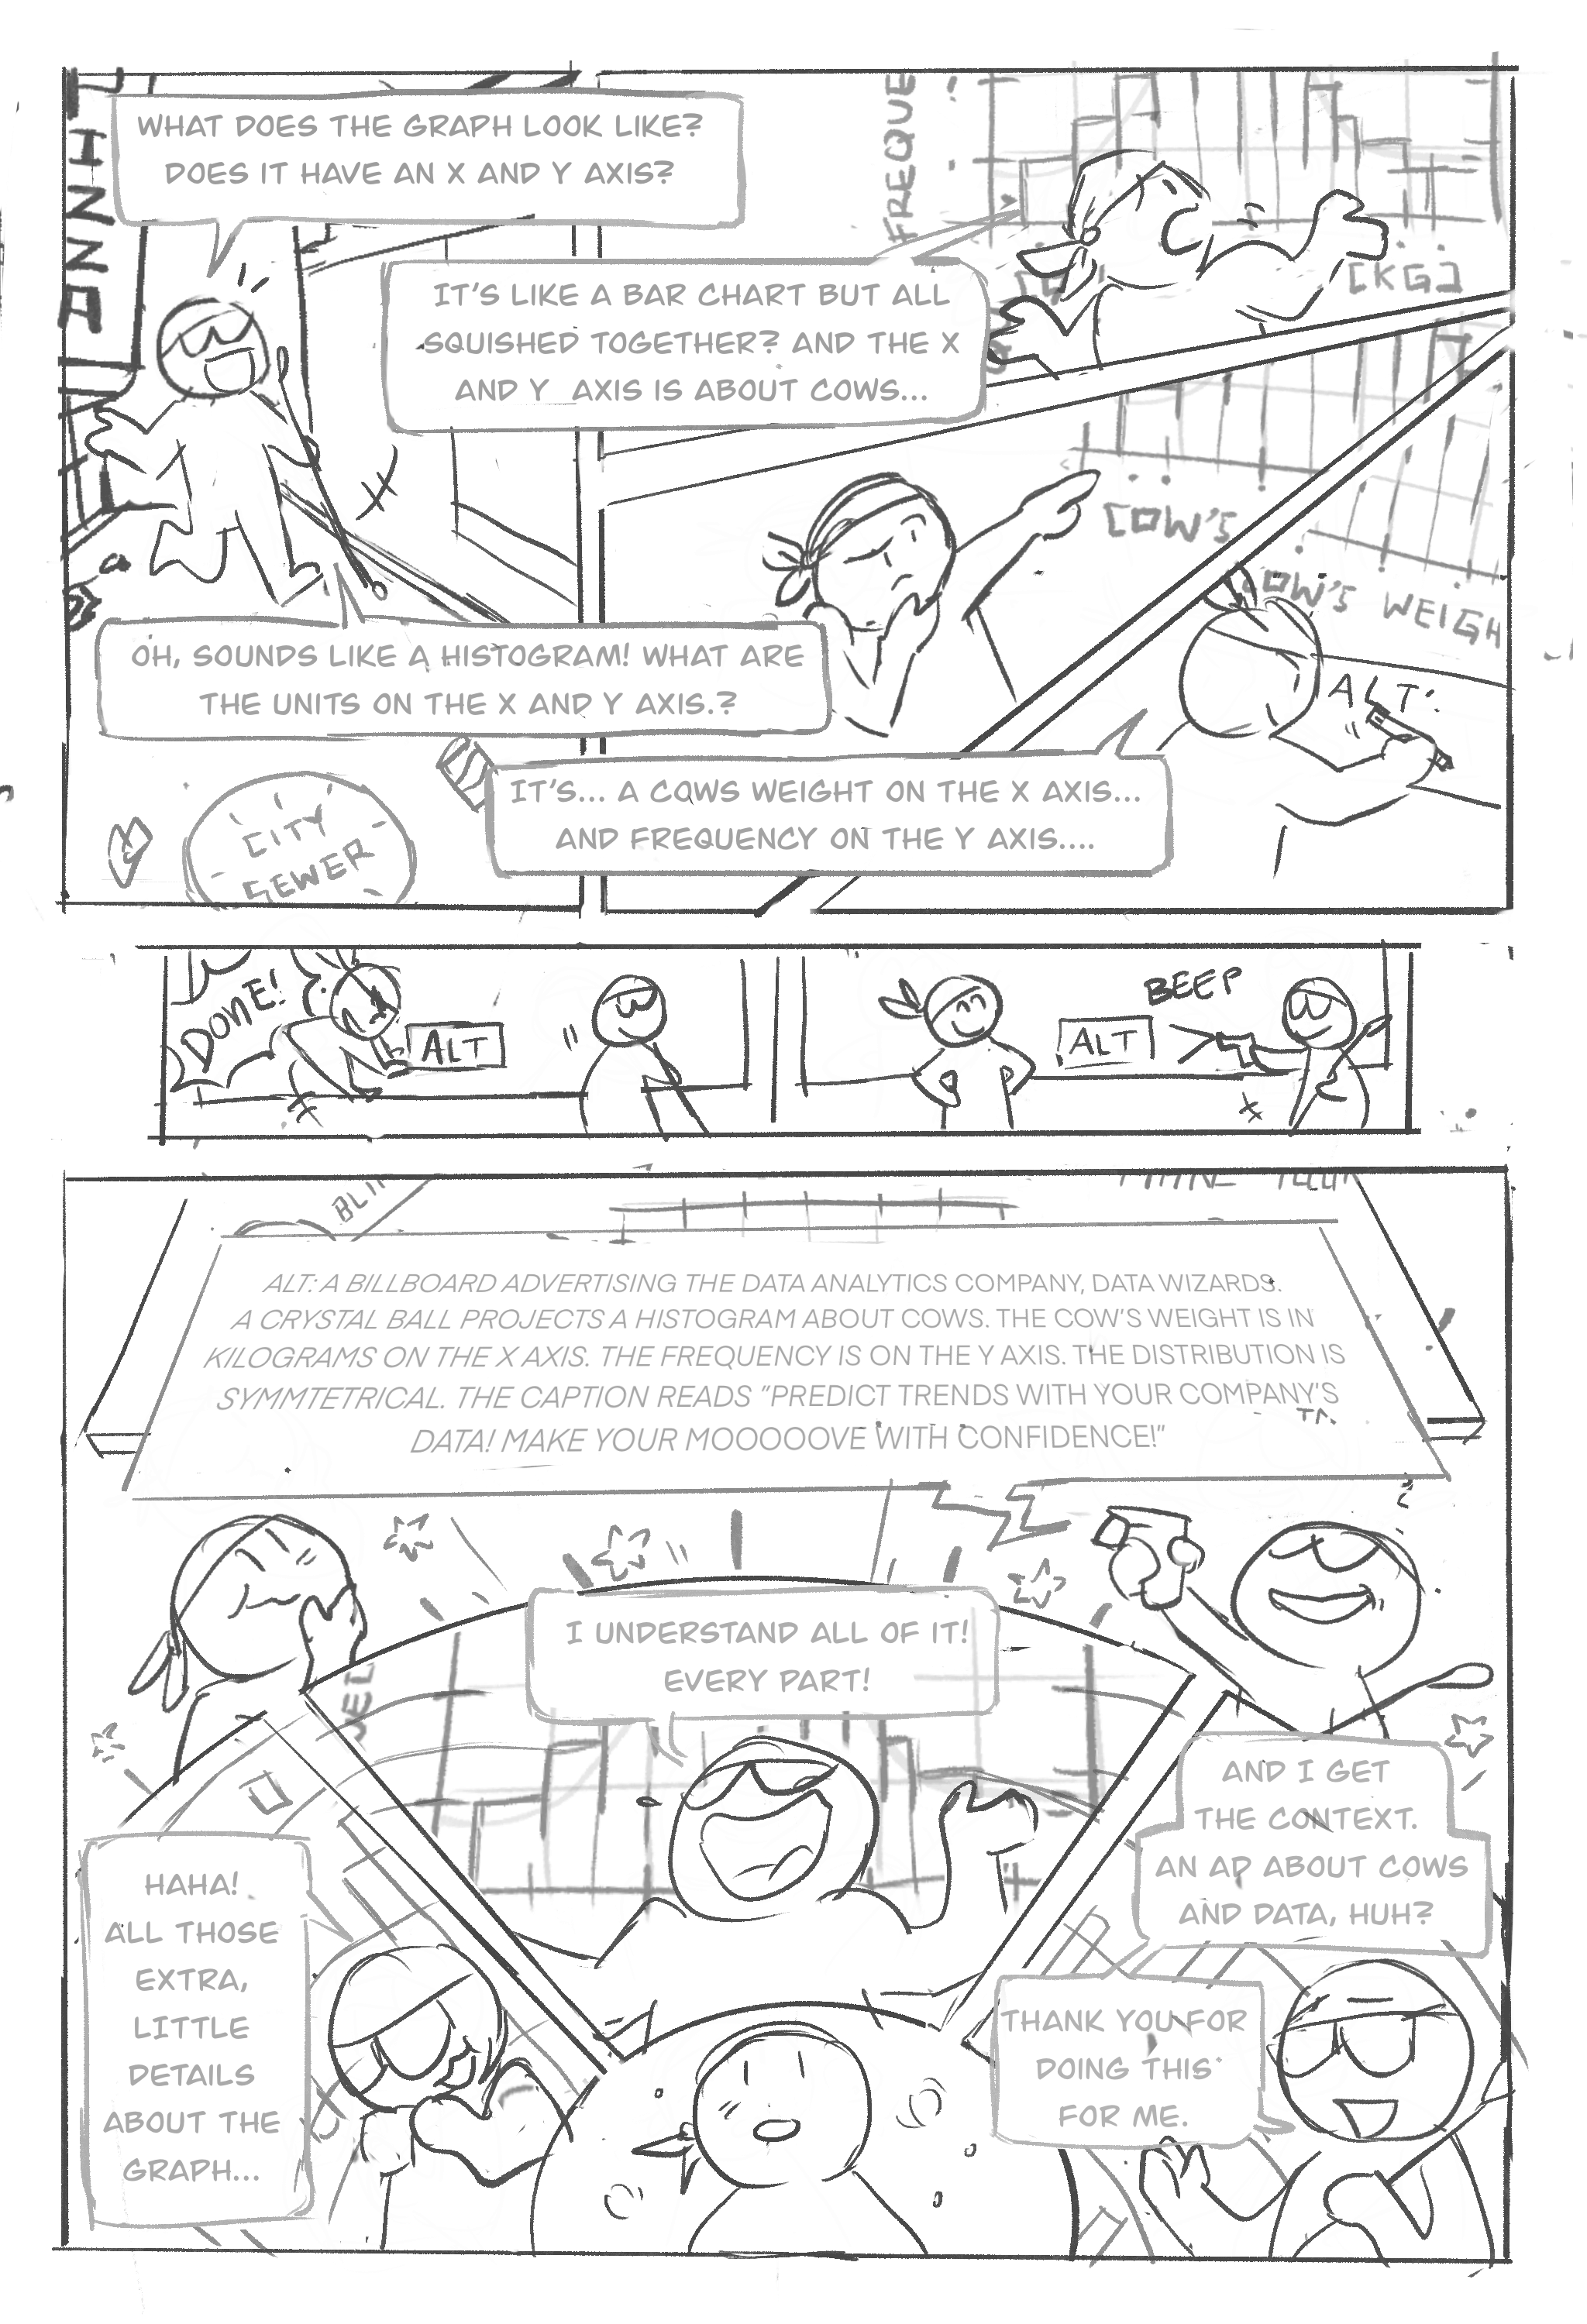 WHAT DOES THE GRAPH LOOK LIKE?
DOES IT HAVE AN X AND Y AXIS?
FREQUE
[KG]
IT'S LIKE A BAR CHART BUT ALL
SQUISHED TOGETHER? AND THE X
AND Y AXIS IS ABOUT COWS...
COW'S
OH, SOUNDS LIKE A HISTOGRAM! WHAT ARE
THE UNITS ON THE X AND Y AXIS.?
OW'S WEIGH
ALT:
IT'S... A COWS WEIGHT ON THE X AXIS...
AND FREQUENCY ON THE Y AXIS....
CITY
SEWER
DONE!
ALT
ALT
BEEP
ALT: A BILLBOARD ADVERTISING THE DATA ANALYTICS COMPANY, DATA WIZARDS.
A CRYSTAL BALL PROJECTS A HISTOGRAM ABOUT COWS. THE COW'S WEIGHT IS IN
KILOGRAMS ON THE X AXIS. THE FREQUENCY IS ON THE Y AXIS. THE DISTRIBUTION IS
SYMMTETRICAL. THE CAPTION READS "PREDICT TRENDS WITH YOUR COMPANY'S
DATA! MAKE YOUR MOOOOOVE WITH CONFIDENCE!"
I UNDERSTAND ALL OF IT!
EVERY PART!
HAHA!
ALL THOSE
EXTRA,
LITTLE
DETAILS
ABOUT THE
GRAPH...
AND I GET
THE CONTEXT.
AN AP ABOUT COWS
AND DATA, HUH?
THANK YOU FOR
DOING THIS
FOR ME.